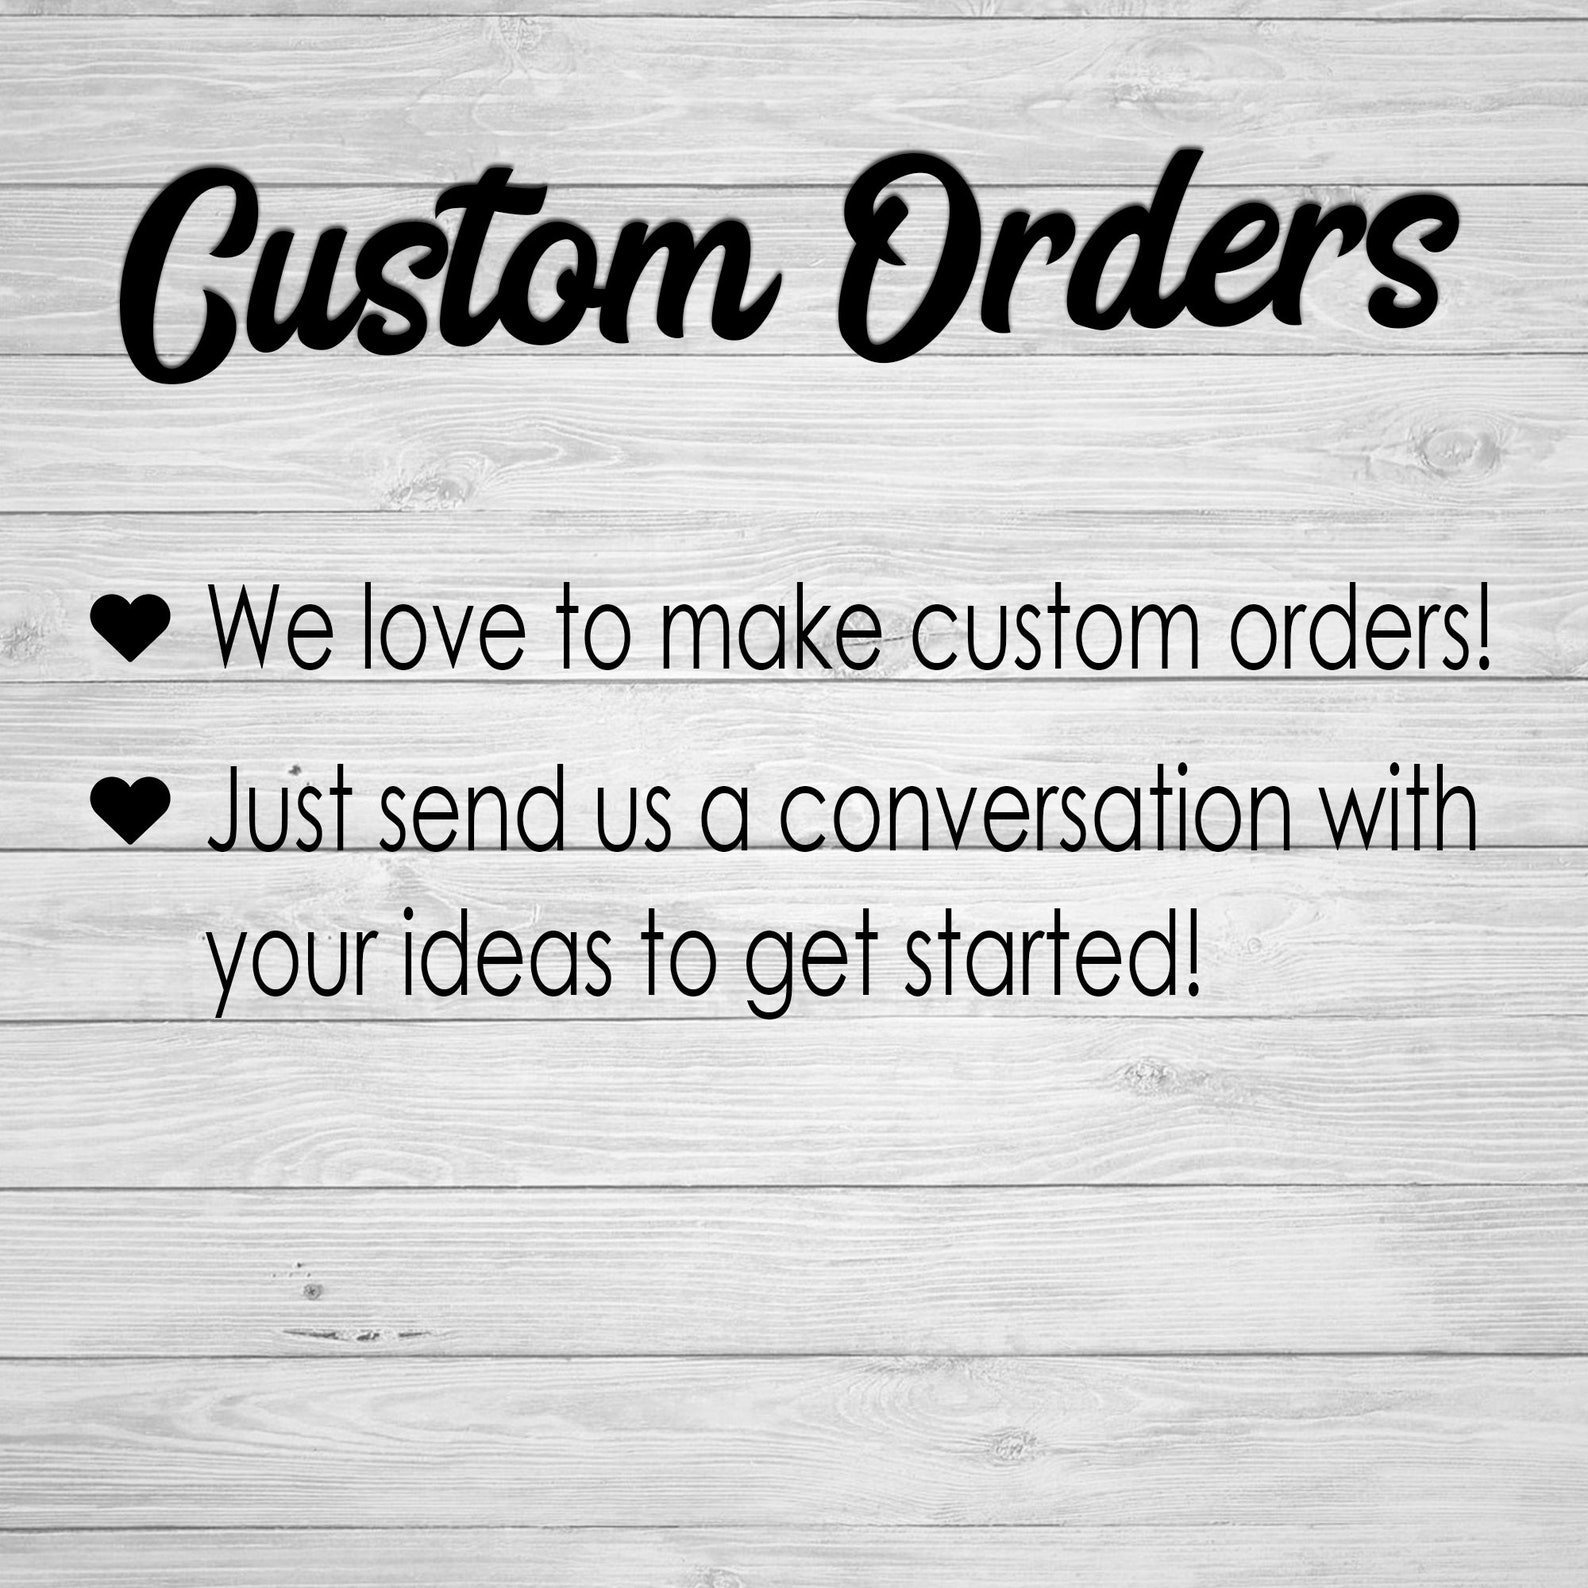 Custom Orders
We love to make custom orders!
Just send us a conversation with
your ideas to get started!